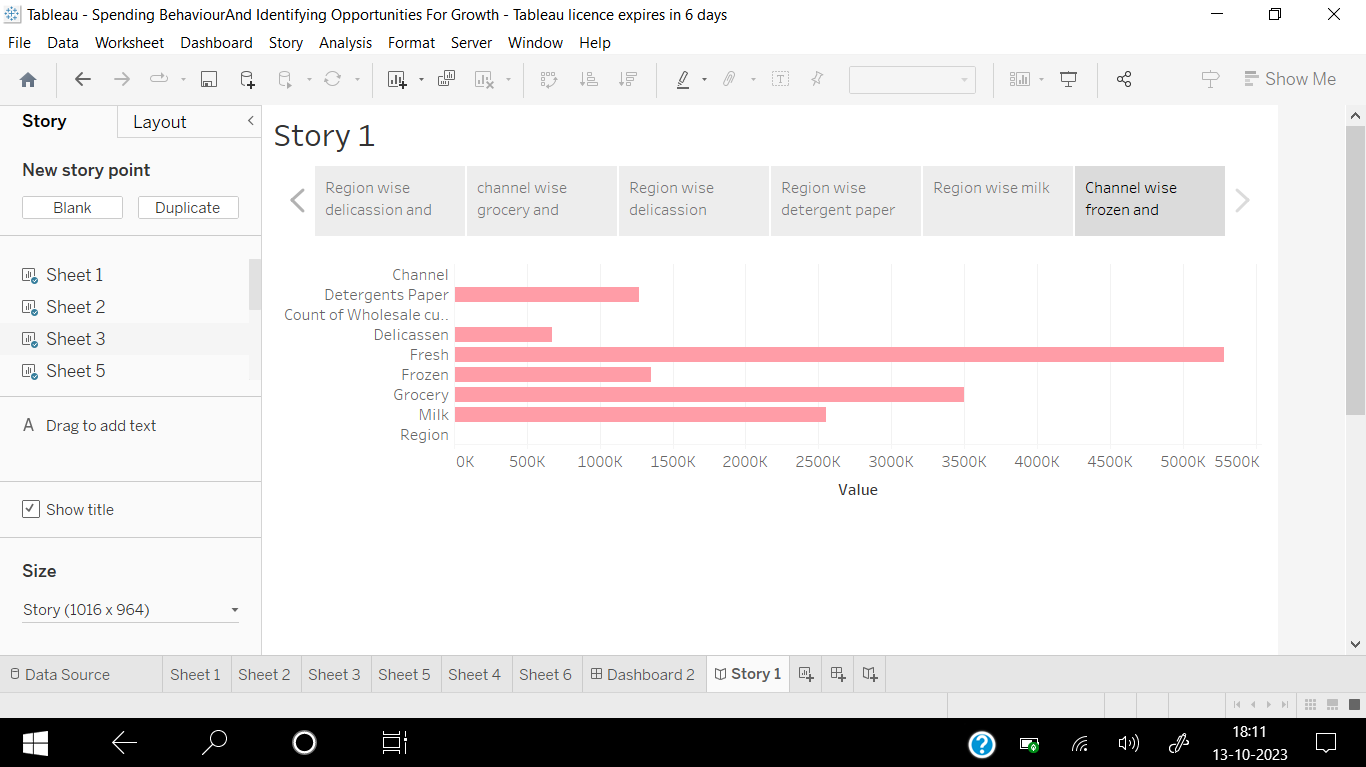 Tableau - Spending BehaviourAnd Identifying Opportunities For Growth - Tableau licence expires in 6 days
File Data Worksheet Dashboard Story Analysis Format Server Window Help
Show Me
Story Layout
New story point
Blank Duplicate
Sheet 1
Sheet 2
Sheet 3
Sheet 5
A Drag to add text
Show title
Size
Story (1016 x 964)
Story 1
Region wise
delicassion and
channel wise
grocery and
Region wise
delicassion
Region wise
detergent paper
Region wise milk
Channel wise
frozen and
Channel
Detergents Paper
Count of Wholesale cu..
Delicassen
Fresh
Frozen
Grocery
Milk
Region
0K 500K 1000K 1500K 2000K 2500K 3000K 3500K 4000K 4500K 5000K 5500K
Value
Data Source Sheet 1 Sheet 2 Sheet 3 Sheet 5 Sheet 4 Sheet 6 Dashboard 2 Story 1
18:11
13-10-2023